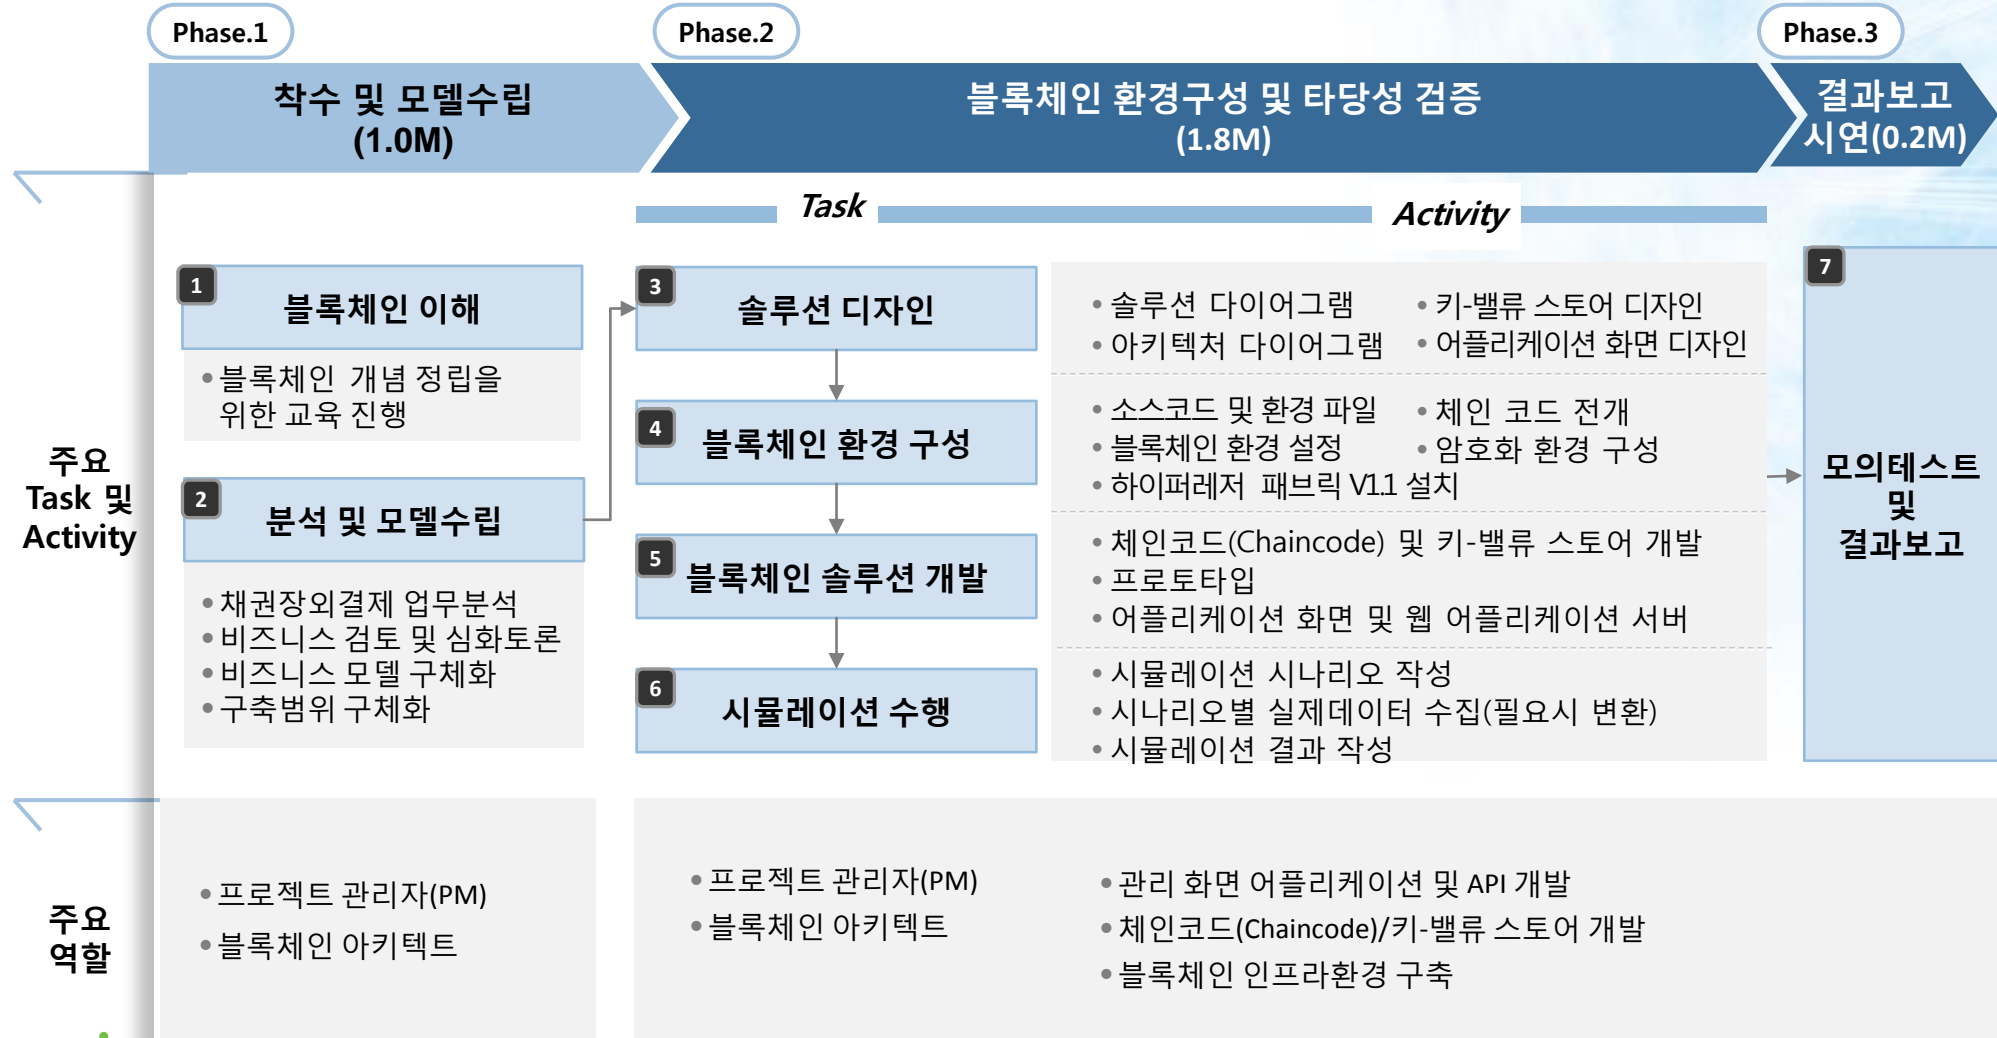 Phase.1
Phase.2
Phase.3
착수 및 모델수립
(1.0M)
블록체인 환경구성 및 타당성 검증
(1.8M)
결과보고
시연(0.2M)
Task
Activity
주요
Task 및
Activity
1
블록체인 이해
• 블록체인 개념 정립을
위한 교육 진행
2
분석 및 모델수립
• 채권장외결제 업무분석
• 비즈니스 검토 및 심화토론
• 비즈니스 모델 구체화
• 구축범위 구체화
3
솔루션 디자인
• 솔루션 다이어그램
• 키-밸류 스토어 디자인
• 아키텍처 다이어그램
• 어플리케이션 화면 디자인
4
블록체인 환경 구성
• 소스코드 및 환경 파일
• 체인 코드 전개
• 블록체인 환경 설정
• 암호화 환경 구성
• 하이퍼레저 패브릭 V1.1 설치
5
블록체인 솔루션 개발
• 체인코드(Chaincode) 및 키-밸류 스토어 개발
• 프로토타입
• 어플리케이션 화면 및 웹 어플리케이션 서버
6
시뮬레이션 수행
• 시뮬레이션 시나리오 작성
• 시나리오별 실제데이터 수집(필요시 변환)
• 시뮬레이션 결과 작성
7
모의테스트
및
결과보고
주요
역할
• 프로젝트 관리자(PM)
• 블록체인 아키텍트
• 프로젝트 관리자(PM)
• 블록체인 아키텍트
• 관리 화면 어플리케이션 및 API 개발
• 체인코드(Chaincode)/키-밸류 스토어 개발
• 블록체인 인프라환경 구축